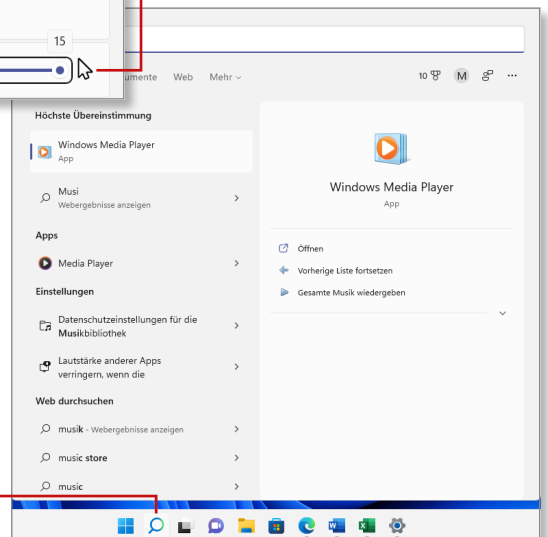 15
Web Mehr
10 M ...
Höchste Übereinstimmung
Windows Media Player
App
Musi
Webergebnisse anzeigen
Apps
Media Player
Einstellungen
Datenschutzeinstellungen für die
Musikbibliothek
Lautstärke anderer Apps
verringern, wenn die
Web durchsuchen
musik - Webergebnisse anzeigen
music store
music
Windows Media Player
App
Öffnen
Vorherige Liste fortsetzen
Gesamte Musik wiedergeben